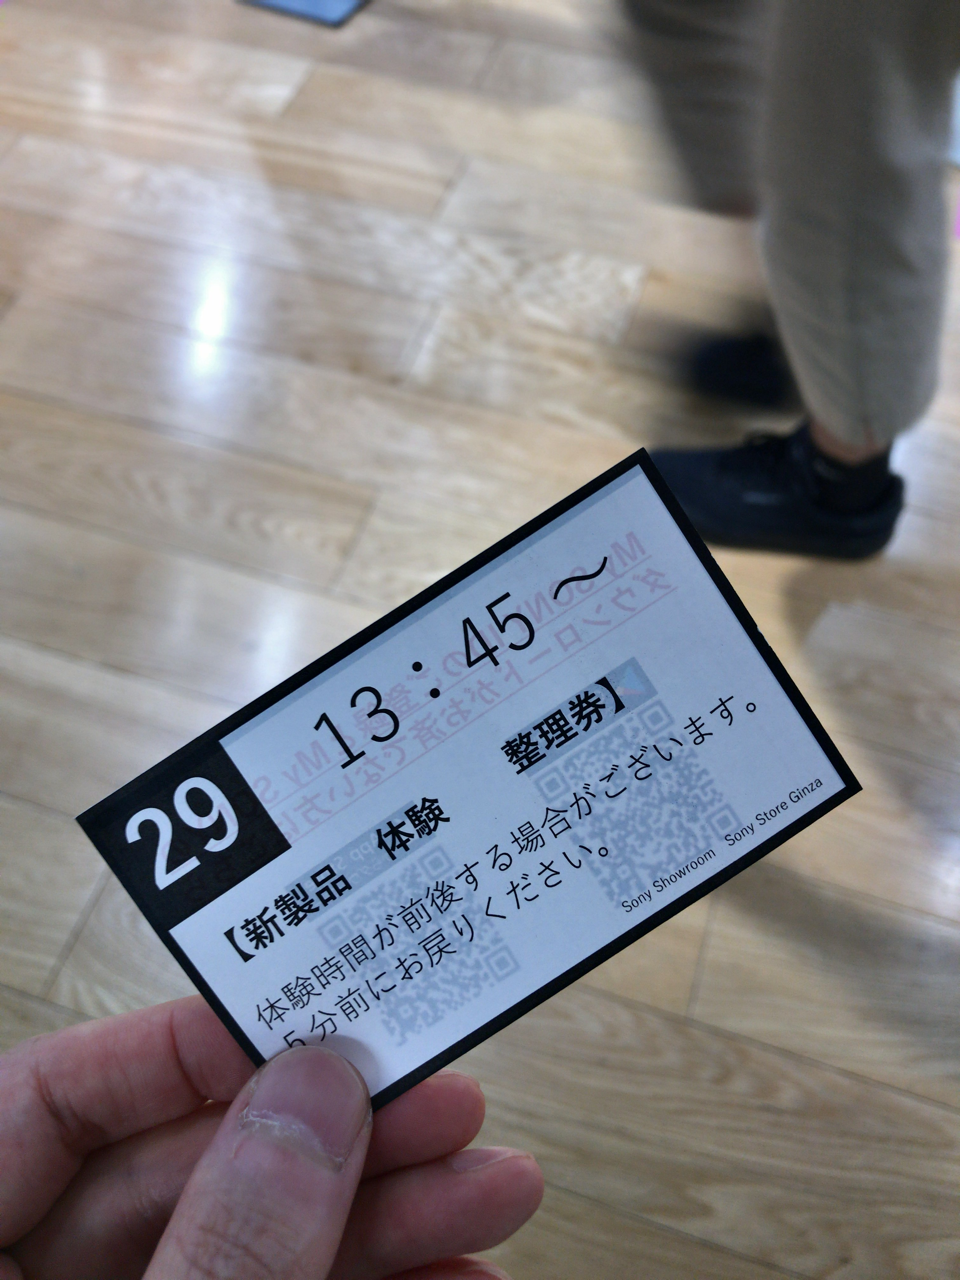 29
13：45～
【新製品　体験　整理券】
体験時間が前後する場合がございます。
5分前にお戻りください。
Sony Showroom　Sony Store Ginza